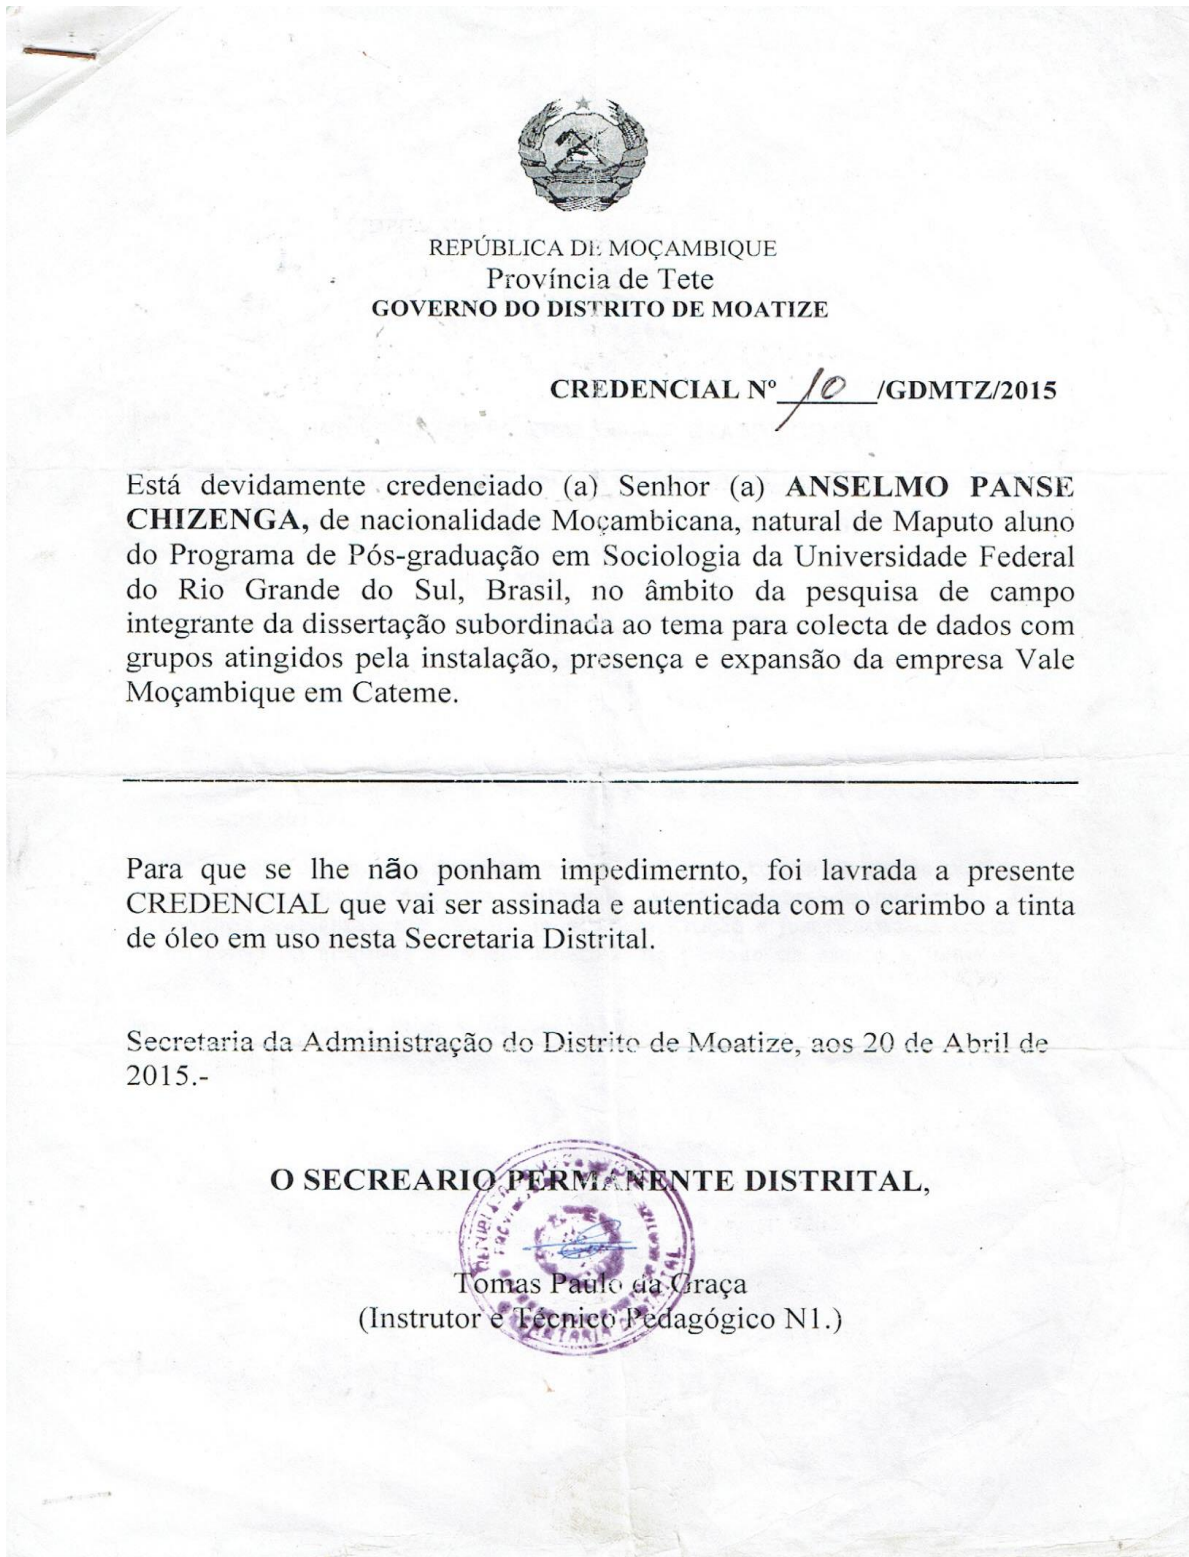 REPÚBLICA DE MOÇAMBIQUE
Província de Tete
GOVERNO DO DISTRITO DE MOATIZE
CREDENCIAL Nº 10 /GDMTZ/2015
Está devidamente credenciado (a) Senhor (a) ANSELMO PANSE
CHIZENGA, de nacionalidade Moçambicana, natural de Maputo aluno
do Programa de Pós-graduação em Sociologia da Universidade Federal
do Rio Grande do Sul, Brasil, no âmbito da pesquisa de campo
integrante da dissertação subordinada ao tema para colecta de dados com
grupos atingidos pela instalação, presença e expansão da empresa Vale
Moçambique em Cateme.
Para que se lhe não ponham impedimernto, foi lavrada a presente
CREDENCIAL que vai ser assinada e autenticada com o carimbo a tinta
de óleo em uso nesta Secretaria Distrital.
Secretaria da Administração do Distrito de Moatize, aos 20 de Abril de
2015.-
O SECREARIO PERMANENTE DISTRITAL,
Tomas Paulo da Graça
(Instrutor e Técnico Pedagógico N1.)